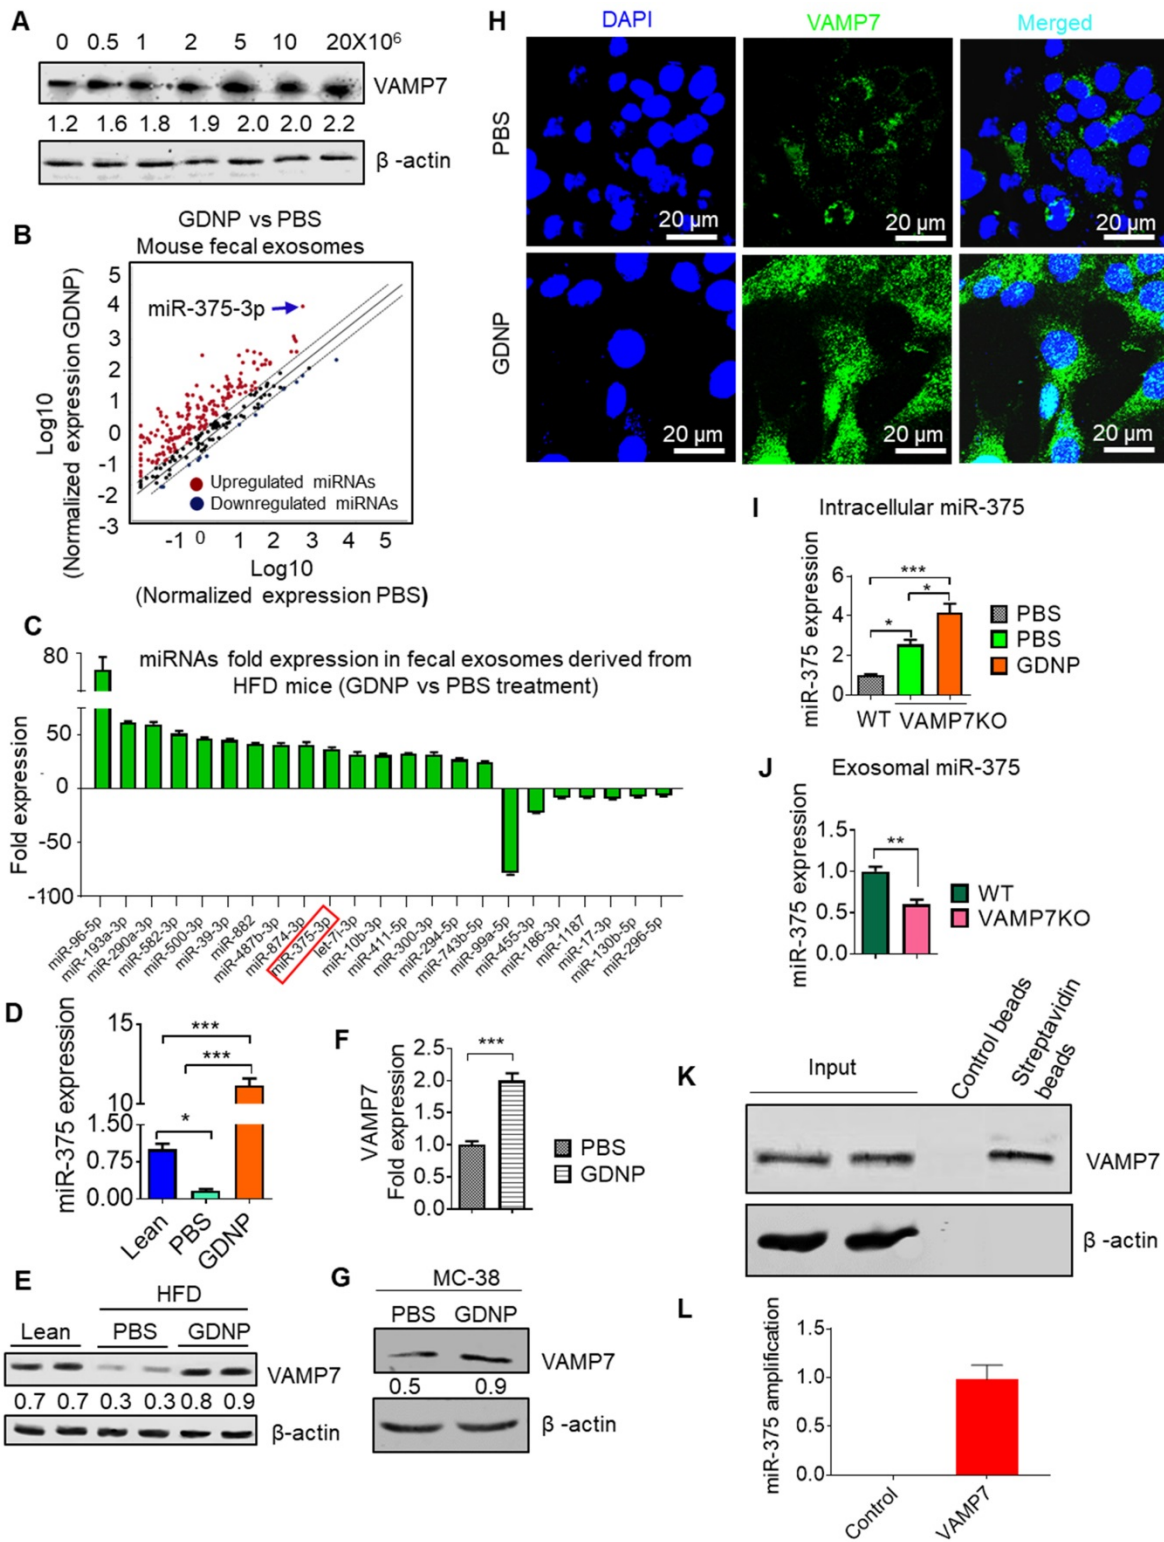 A
0 0.5 1 2 5 10 20X10⁶
VAMP7
1.2 1.6 1.8 1.9 2.0 2.0 2.2
β -actin
B
GDNP vs PBS
Mouse fecal exosomes
Log10
(Normalized expression GDNP)
5
4
3
2
1
0
-1
-2
-3
miR-375-3p
Upregulated miRNAs
Downregulated miRNAs
-1 0 1 2 3 4 5
Log10
(Normalized expression PBS)
C
miRNAs fold expression in fecal exosomes derived from
HFD mice (GDNP vs PBS treatment)
Fold expression
80
50
0
-50
-100
miR-96-5p
miR-193a-3p
miR-290a-3p
miR-582-3p
miR-500-3p
miR-39-3p
miR-882
miR-487b-3p
miR-874-3p
miR-375-3p
let-7i-3p
miR-10b-3p
miR-411-5p
miR-300-3p
miR-294-5p
miR-743b-5p
miR-99a-5p
miR-455-3p
miR-186-3p
miR-1187
miR-17-3p
miR-130b-5p
miR-296-5p
D
miR-375 expression
15
10
1.50
0.75
0.00
***
***
*
Lean
PBS
GDNP
E
HFD
Lean PBS GDNP
VAMP7
0.7 0.7 0.3 0.3 0.8 0.9
β-actin
F
VAMP7
Fold expression
2.5
2.0
1.5
1.0
0.5
0.0
***
PBS
GDNP
G
MC-38
PBS GDNP
VAMP7
0.5 0.9
β -actin
H
DAPI VAMP7 Merged
PBS
20 µm 20 µm 20 µm
GDNP
20 µm 20 µm 20 µm
I
Intracellular miR-375
miR-375 expression
6
4
2
0
***
*
*
WT VAMP7KO
PBS
PBS
GDNP
J
Exosomal miR-375
miR-375 expression
1.5
1.0
0.5
0.0
**
WT
VAMP7KO
K
Input
Control beads
Streptavidin
beads
VAMP7
β -actin
L
miR-375 amplification
1.5
1.0
0.5
0.0
Control
VAMP7